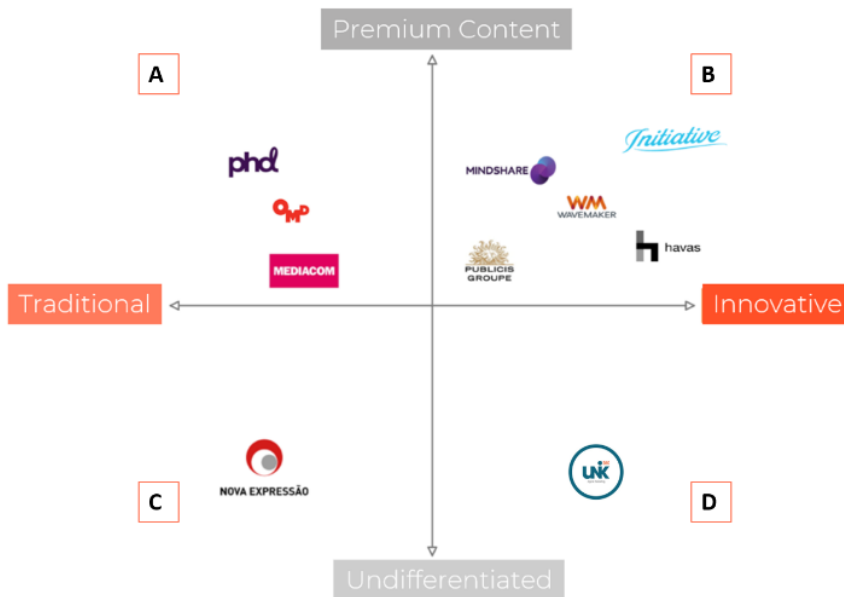 Premium Content
A
B
Initiative
phd
MINDSHARE
WM
WAVEMAKER
OMD
havas
MEDIACOM
PUBLICIS
GROUPE
Traditional
Innovative
NOVA EXPRESSÃO
UNK
C
D
Undifferentiated